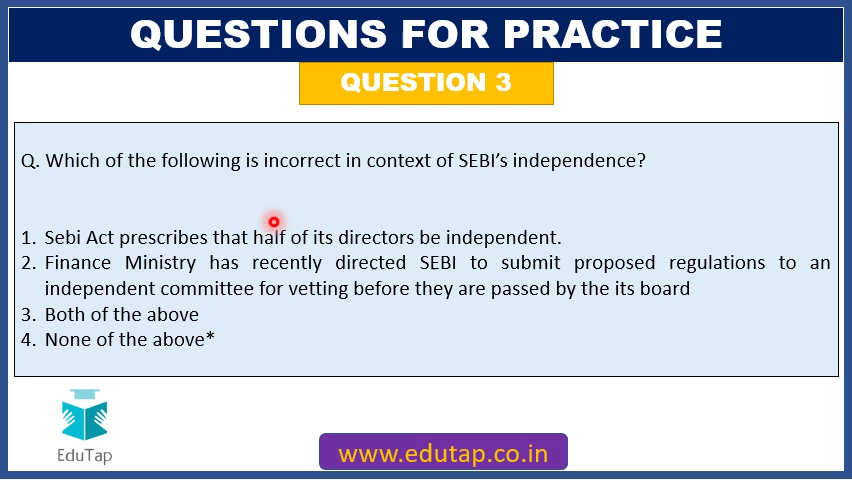 QUESTIONS FOR PRACTICE
QUESTION 3
Q. Which of the following is incorrect in context of SEBI's independence?
1. Sebi Act prescribes that half of its directors be independent.
2. Finance Ministry has recently directed SEBI to submit proposed regulations to an
independent committee for vetting before they are passed by the its board
3. Both of the above
4. None of the above*
EduTap
www.edutap.co.in